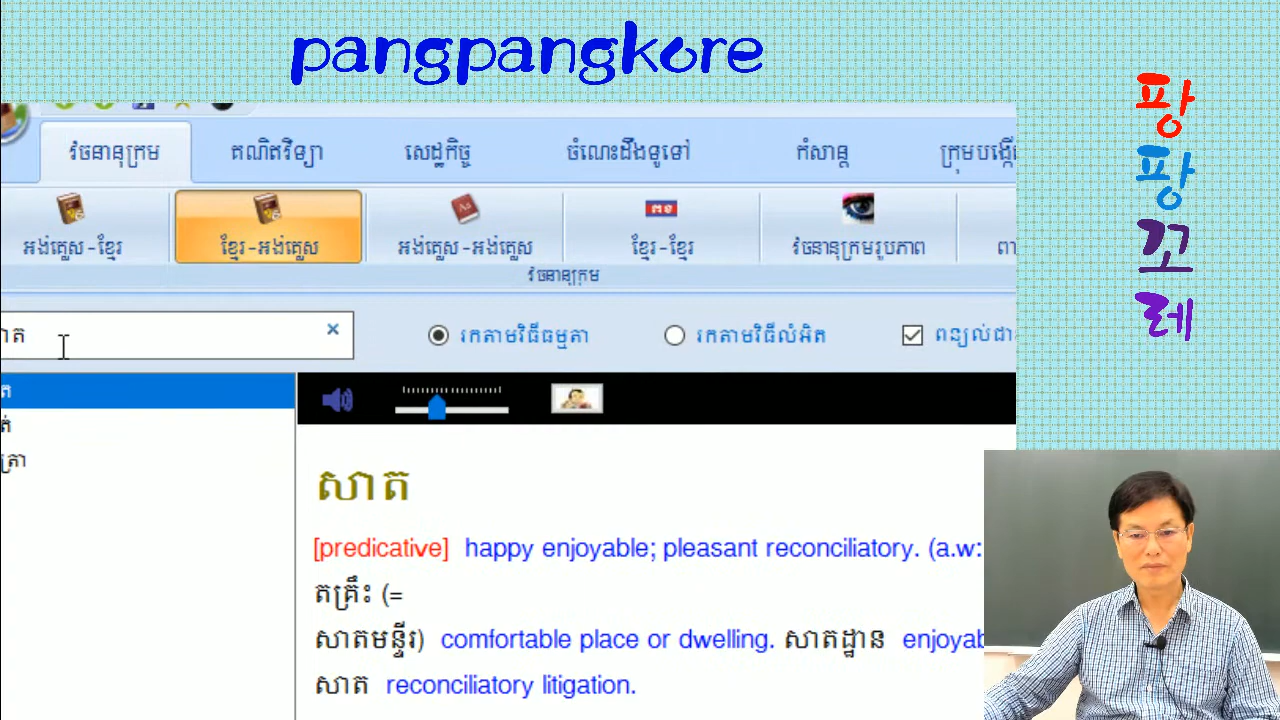 pangpangkore
팡
팡
꼬
레
វចនានុក្រម គណិតវិទ្យា សេដ្ឋកិច្ច ចំណេះដឹងទូទៅ កំសាន្ត
អង់គ្លេស-ខ្មែរ ខ្មែរ-អង់គ្លេស អង់គ្លេស-អង់គ្លេស ខ្មែរ-ខ្មែរ វចនានុក្រមរូបភាព
វចនានុក្រម
រកតាមវិធីធម្មតា រកតាមវិធីលំអិត
សាត
[predicative] happy enjoyable; pleasant reconciliatory. (a.w:
តគ្រឹះ (=
សាតមន្ទីរ) comfortable place or dwelling. សាតដ្ឋាន
សាត reconciliatory litigation.